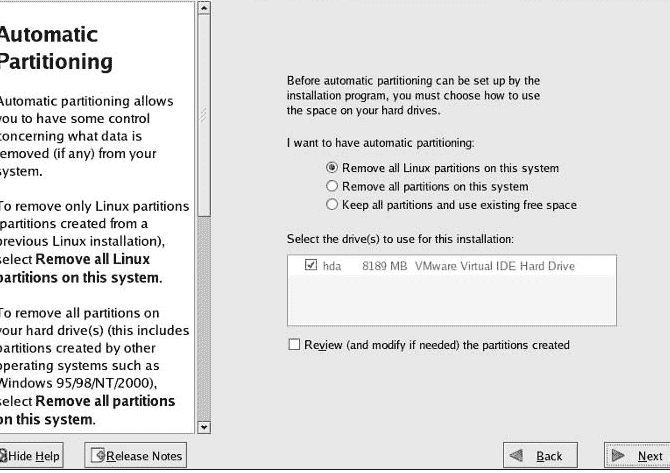 Automatic
Partitioning
Automatic partitioning allows
you to have some control
concerning what data is
removed (if any) from your
system.
To remove only Linux partitions
(partitions created from a
previous Linux installation),
select Remove all Linux
partitions on this system.
To remove all partitions on
your hard drive(s) (this includes
partitions created by other
operating systems such as
Windows 95/98/NT/2000),
select Remove all partitions
on this system.
Hide Help
Release Notes
Before automatic partitioning can be set up by the
installation program, you must choose how to use
the space on your hard drives.
I want to have automatic partitioning:
Remove all Linux partitions on this system
Remove all partitions on this system
Keep all partitions and use existing free space
Select the drive(s) to use for this installation:
hda 8189 MB VMware Virtual IDE Hard Drive
Review (and modify if needed) the partitions created
Back
Next